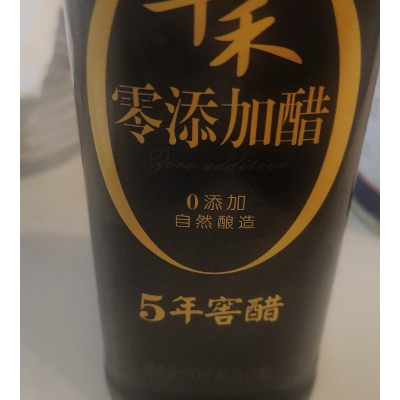 千禾
零添加醋
Zero additive
0添加
自然酿造
5年窖醋